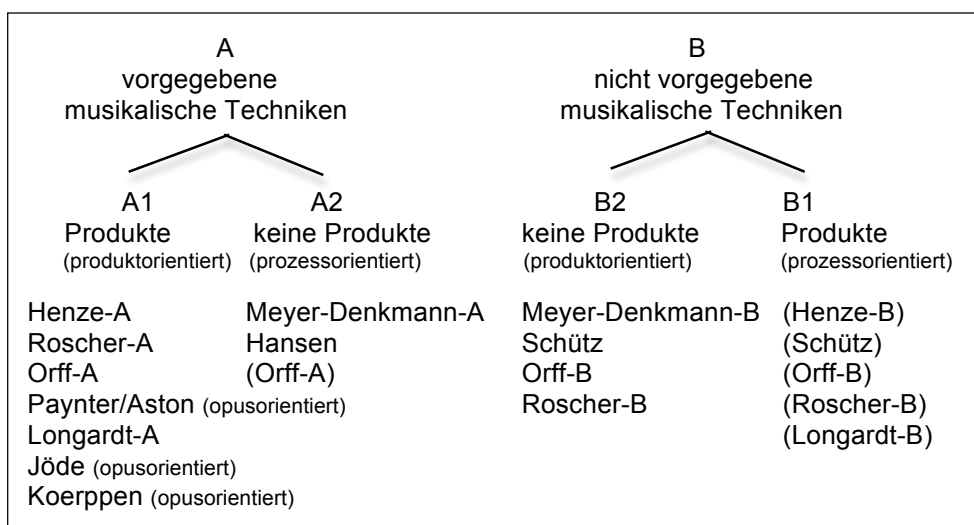 A
vorgegebene
musikalische Techniken
B
nicht vorgegebene
musikalische Techniken
A1
Produkte
(produktorientiert)
A2
keine Produkte
(prozessorientiert)
B2
keine Produkte
(produktorientiert)
B1
Produkte
(prozessorientiert)
Henze-A
Roscher-A
Orff-A
Paynter/Aston (opusorientiert)
Longardt-A
Jöde (opusorientiert)
Koerppen (opusorientiert)
Meyer-Denkmann-A
Hansen
(Orff-A)
Meyer-Denkmann-B
Schütz
Orff-B
Roscher-B
(Henze-B)
(Schütz)
(Orff-B)
(Roscher-B)
(Longardt-B)